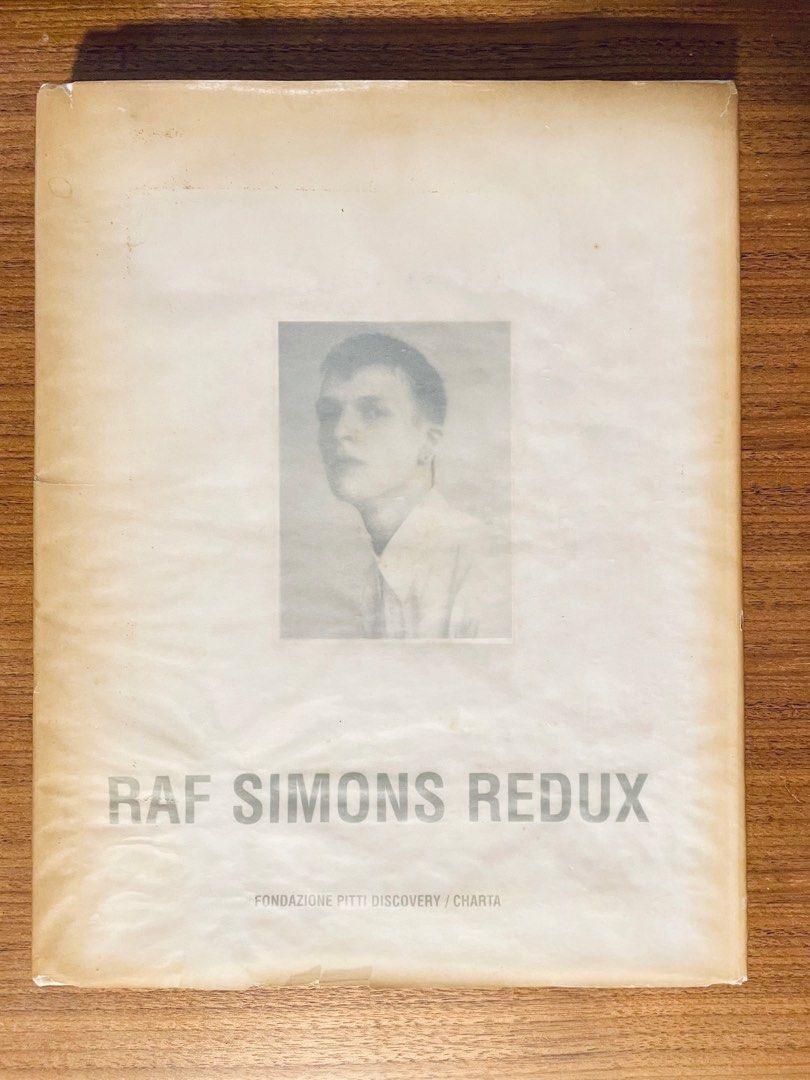 RAF SIMONS REDUX
FONDAZIONE PITTI DISCOVERY / CHARTA